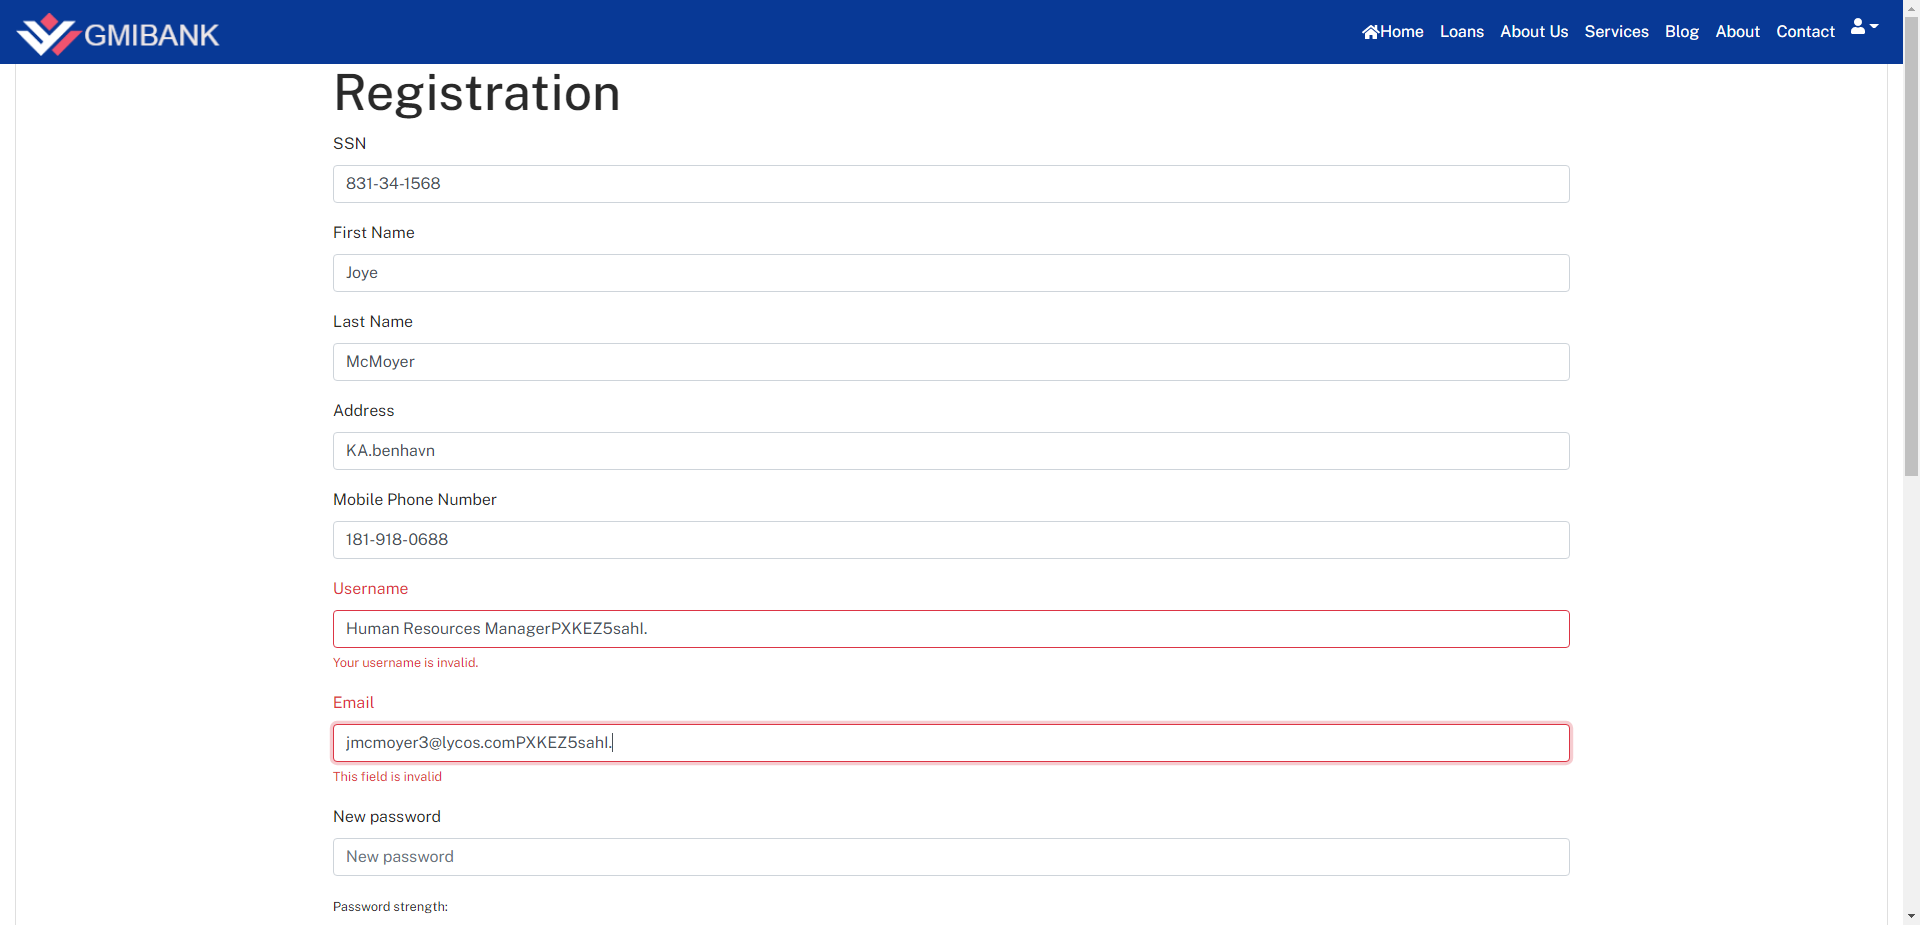 GMIBANK
Home Loans About Us Services Blog About Contact
Registration
SSN
831-34-1568
First Name
Joye
Last Name
McMoyer
Address
KA.benhavn
Mobile Phone Number
181-918-0688
Username
Human Resources ManagerPXKEZ5sahI.
Your username is invalid.
Email
jmcmoyer3@lycos.comPXKEZ5sahI.
This field is invalid
New password
New password
Password strength: